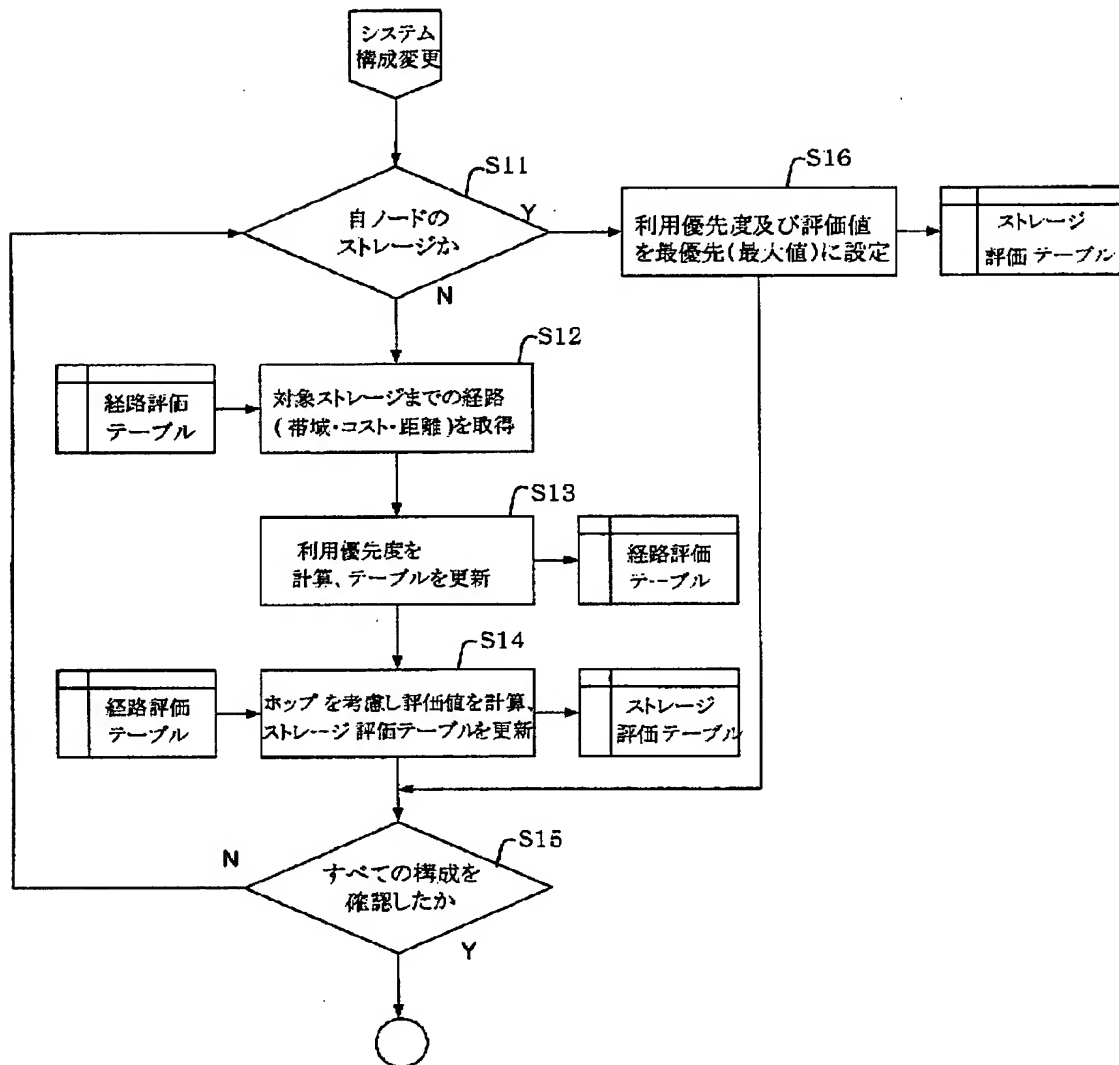 システム
構成変更
S11
自ノードの
ストレージか
Y
N
S16
利用優先度及び評価値
を最優先(最大値)に設定
ストレージ
評価テーブル
S12
経路評価
テーブル
対象ストレージまでの経路
(帯域・コスト・距離)を取得
S13
利用優先度を
計算、テーブルを更新
経路評価
テーブル
S14
経路評価
テーブル
ホップを考慮し評価値を計算、
ストレージ評価テーブルを更新
ストレージ
評価テーブル
S15
N
すべての構成を
確認したか
Y